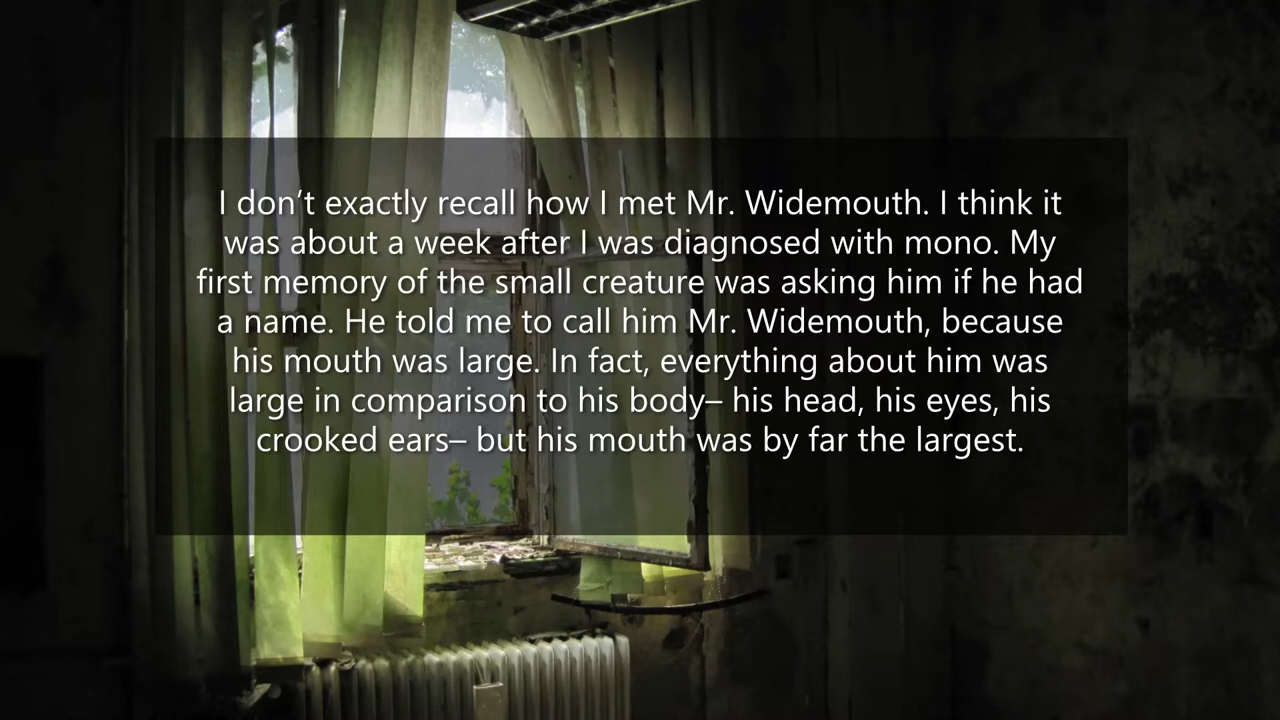 I don’t exactly recall how I met Mr. Widemouth. I think it
was about a week after I was diagnosed with mono. My
first memory of the small creature was asking him if he had
a name. He told me to call him Mr. Widemouth, because
his mouth was large. In fact, everything about him was
large in comparison to his body– his head, his eyes, his
crooked ears– but his mouth was by far the largest.